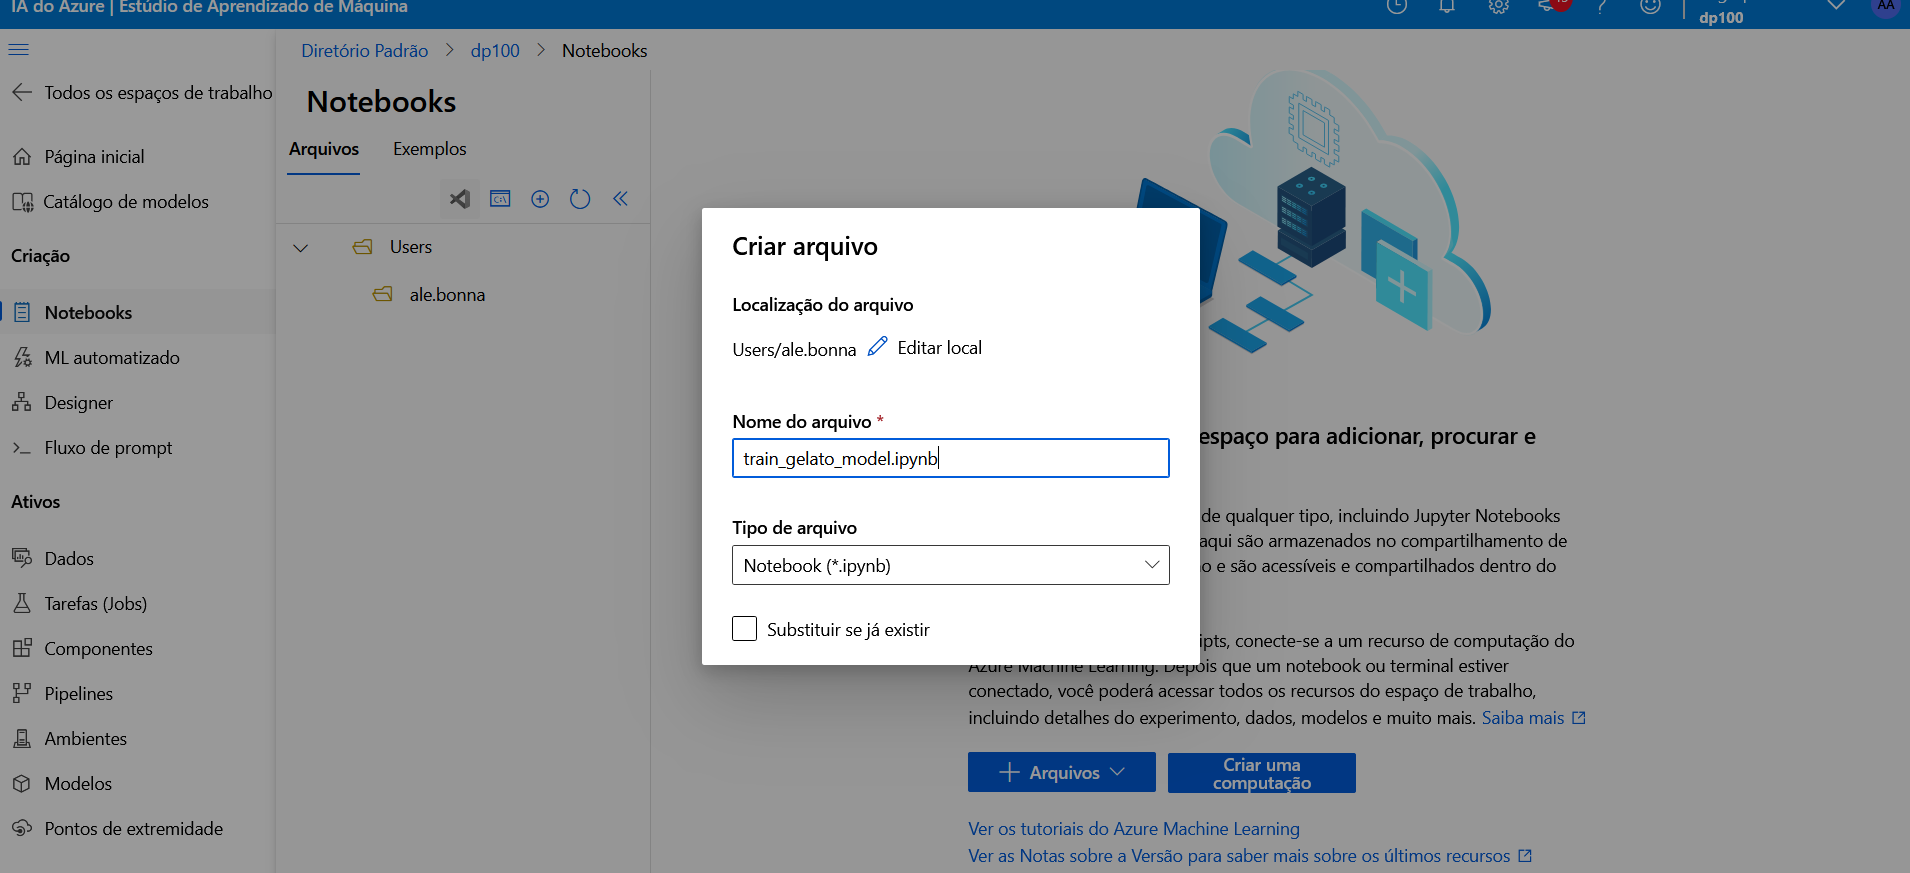 IA do Azure | Estúdio de Aprendizado de Máquina
dp100
AA
Todos os espaços de trabalho
Página inicial
Catálogo de modelos
Criação
Notebooks
ML automatizado
Designer
Fluxo de prompt
Ativos
Dados
Tarefas (Jobs)
Componentes
Pipelines
Ambientes
Modelos
Pontos de extremidade
Diretório Padrão > dp100 > Notebooks
Notebooks
Arquivos Exemplos
Users
ale.bonna
Criar arquivo
Localização do arquivo
Users/ale.bonna Editar local
Nome do arquivo *
train_gelato_model.ipynb
Tipo de arquivo
Notebook (*.ipynb)
Substituir se já existir
espaço para adicionar, procurar e
de qualquer tipo, incluindo Jupyter Notebooks
aqui são armazenados no compartilhamento de
o e são acessíveis e compartilhados dentro do
ipts, conecte-se a um recurso de computação do
Azure Machine Learning. Depois que um notebook ou terminal estiver
conectado, você poderá acessar todos os recursos do espaço de trabalho,
incluindo detalhes do experimento, dados, modelos e muito mais. Saiba mais
Arquivos
Criar uma
computação
Ver os tutoriais do Azure Machine Learning
Ver as Notas sobre a Versão para saber mais sobre os últimos recursos